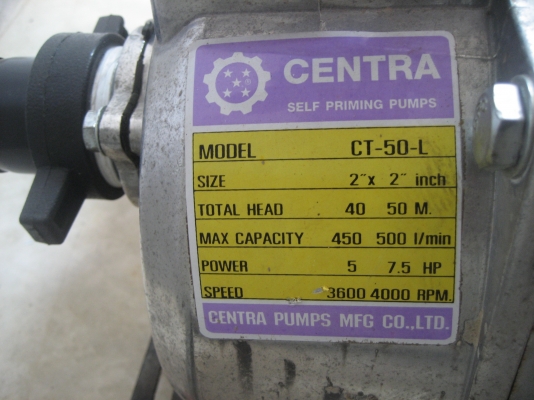 CENTRA
SELF PRIMING PUMPS
MODEL CT-50-L
SIZE 2″x 2″ inch
TOTAL HEAD 40 50 M.
MAX CAPACITY 450 500 l/min
POWER 5 7.5 HP
SPEED 3600 4000 RPM.
CENTRA PUMPS MFG CO.,LTD.